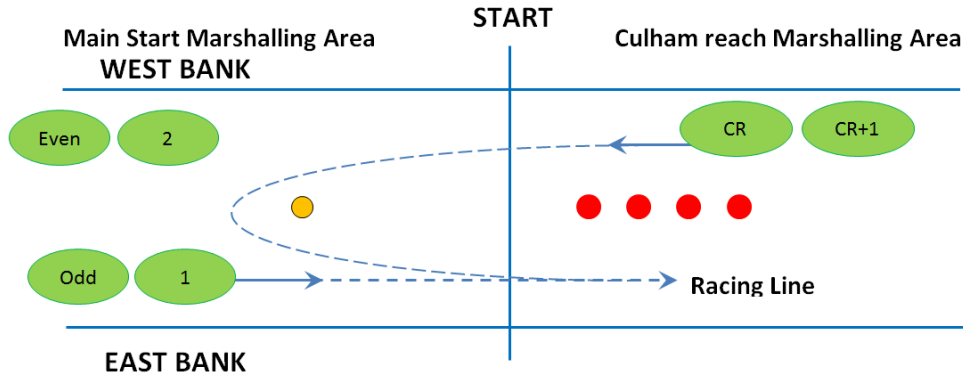 START
Main Start Marshalling Area
Culham reach Marshalling Area
WEST BANK
Even
2
CR
CR+1
Odd
1
Racing Line
EAST BANK